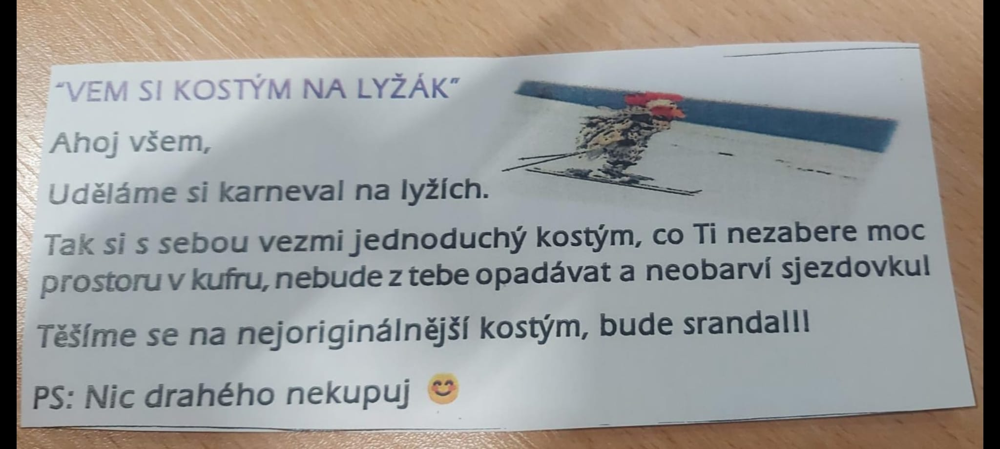 “VEM SI KOSTÝM NA LYŽÁK”
Ahoj všem,
Uděláme si karneval na lyžích.
Tak si s sebou vezmi jednoduchý kostým, co Ti nezabere moc
prostoru v kufru, nebude z tebe opadávat a neobarví sjezdovku!
Těšíme se na nejoriginálnější kostým, bude sranda!!!
PS: Nic drahého nekupuj 😊